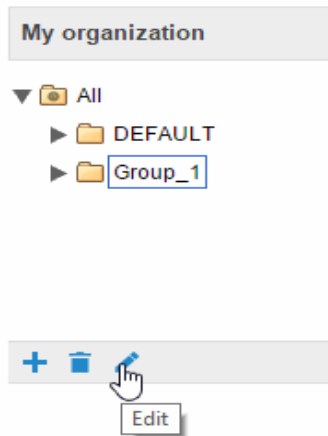 My organization
All
DEFAULT
Group_1
Edit